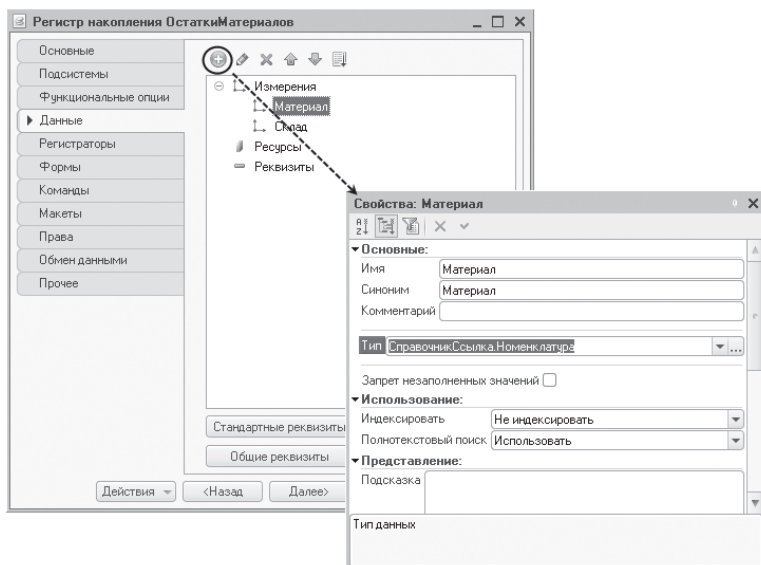 Регистр накопления ОстаткиМатериалов
Основные
Подсистемы
Функциональные опции
Данные
Регистраторы
Формы
Команды
Макеты
Права
Обмен данными
Прочее
Измерения
Материал
Склад
Ресурсы
Реквизиты
Стандартные реквизиты
Общие реквизиты
Действия
<Назад
Далее>
Свойства: Материал
Основные:
Имя Материал
Синоним Материал
Комментарий
Тип СправочникСсылка.Номенклатура
Запрет незаполненных значений
Использование:
Индексировать Не индексировать
Полнотекстовый поиск Использовать
Представление:
Подсказка
Тип данных